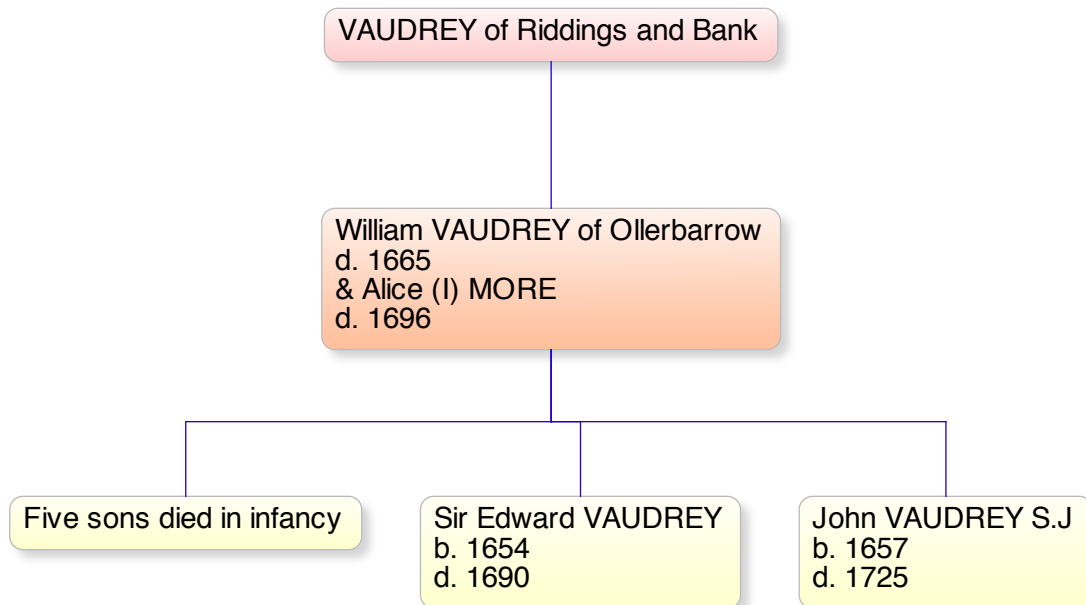 VAUDREY of Riddings and Bank
William VAUDREY of Ollerbarrow
d. 1665
& Alice (I) MORE
d. 1696
Five sons died in infancy
Sir Edward VAUDREY
b. 1654
d. 1690
John VAUDREY S.J
b. 1657
d. 1725